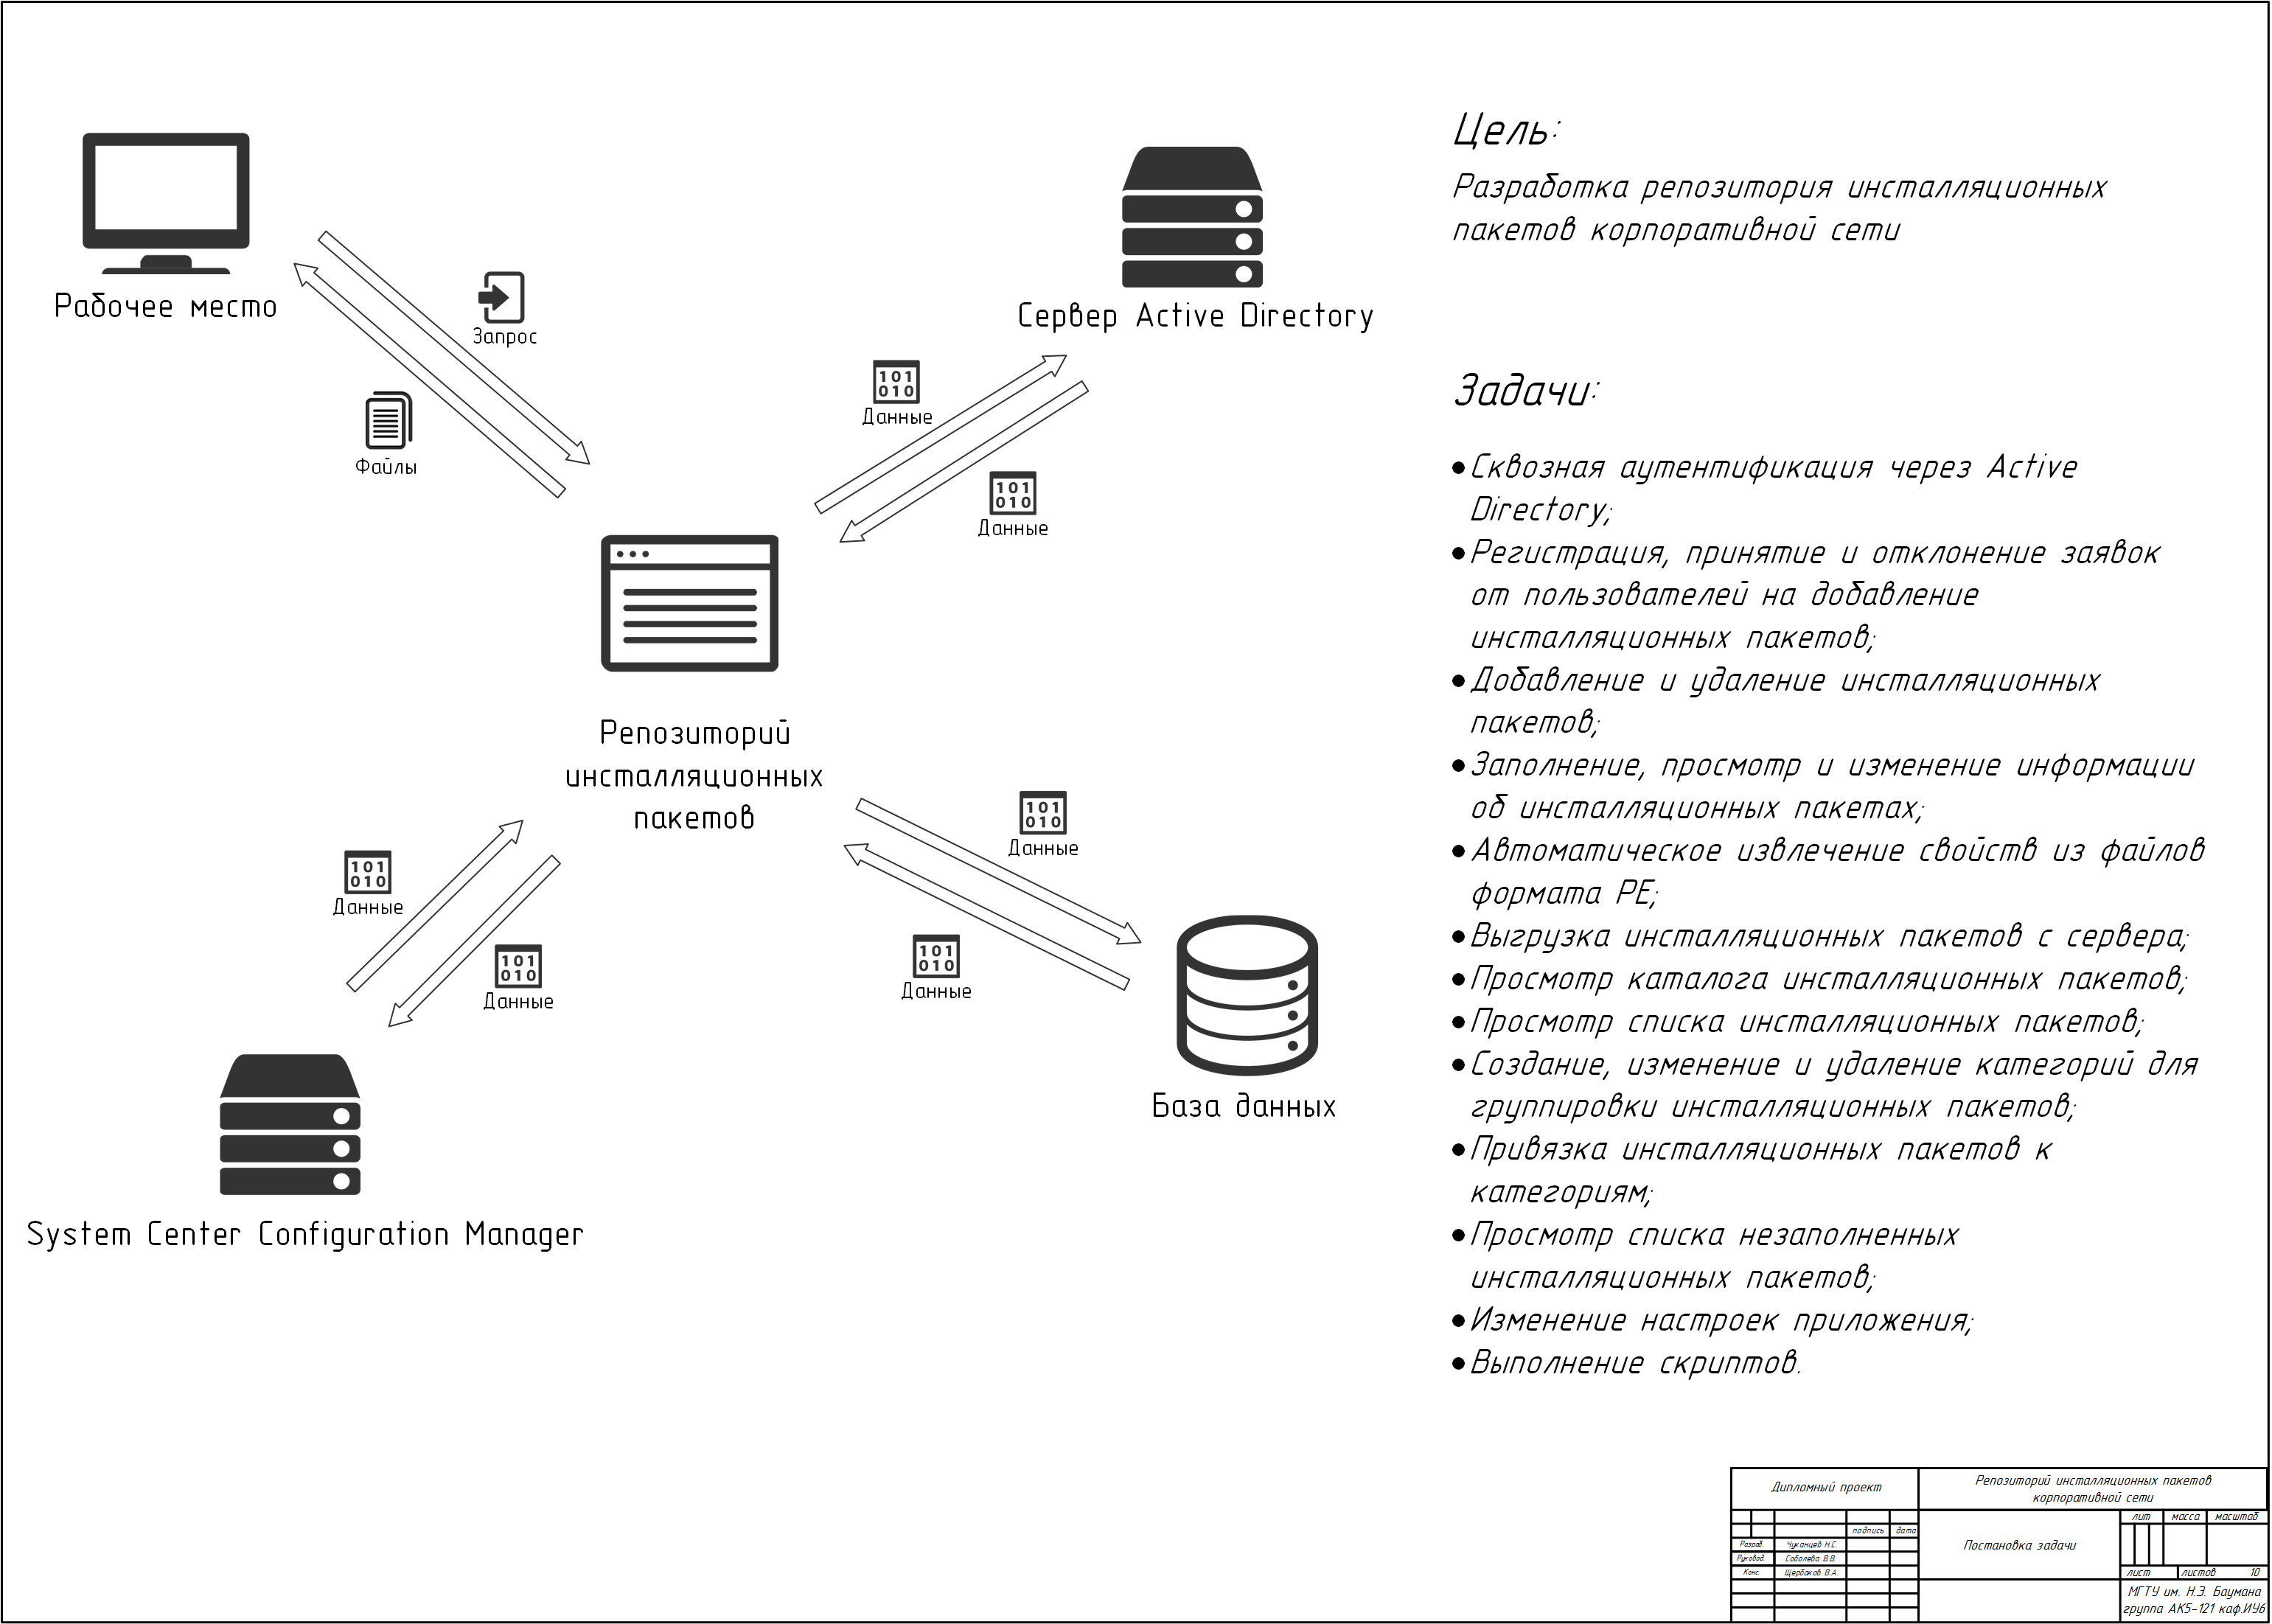 Рабочее место
Запрос
Файлы
Сервер Active Directory
101
010
Данные
101
010
Данные
Репозиторий
инсталляционных
пакетов
101
010
Данные
101
010
Данные
101
010
Данные
101
010
Данные
База данных
System Center Configuration Manager
Цель:
Разработка репозитория инсталляционных
пакетов корпоративной сети
Задачи:
• Сквозная аутентификация через Active
Directory;
• Регистрация, принятие и отклонение заявок
от пользователей на добавление
инсталляционных пакетов;
• Добавление и удаление инсталляционных
пакетов;
• Заполнение, просмотр и изменение информации
об инсталляционных пакетах;
• Автоматическое извлечение свойств из файлов
формата PE;
• Выгрузка инсталляционных пакетов с сервера;
• Просмотр каталога инсталляционных пакетов;
• Просмотр списка инсталляционных пакетов;
• Создание, изменение и удаление категорий для
группировки инсталляционных пакетов;
• Привязка инсталляционных пакетов к
категориям;
• Просмотр списка незаполненных
инсталляционных пакетов;
• Изменение настроек приложения;
• Выполнение скриптов.
Дипломный проект
Репозиторий инсталляционных пакетов
корпоративной сети
подпись дата
Разраб. Чуканцев Н.С.
Руковод. Соболева В.В.
Конс. Щербаков В.А.
Постановка задачи
лит масса масштаб
лист листов 10
МГТУ им. Н.Э. Баумана
группа АК5-121 каф.ИУ6